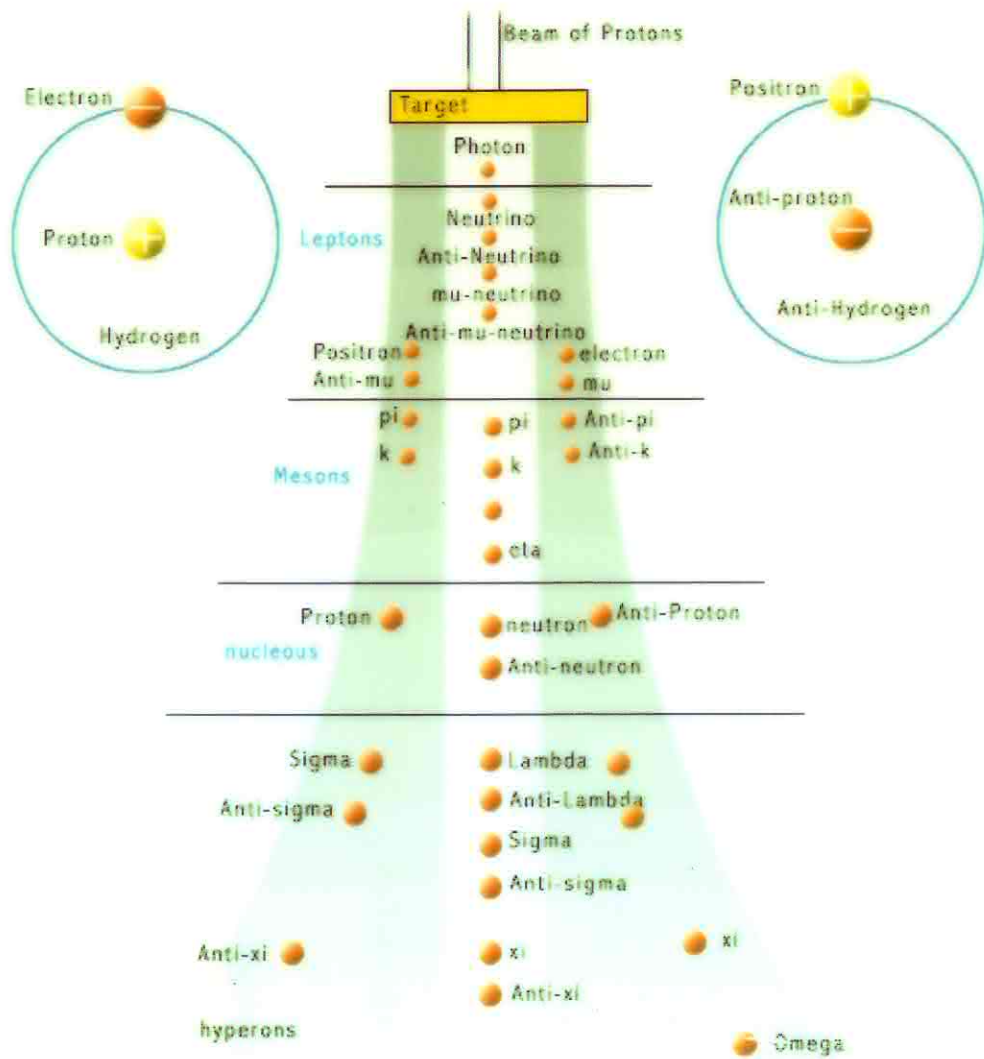 Beam of Protons
Electron
Positron
Target
Photon
Anti-proton
Neutrino
Proton
Leptons
Anti-Neutrino
mu-neutrino
Anti-Hydrogen
Hydrogen
Anti-mu-neutrino
Positron
electron
Anti-mu
mu
pi
pi
Anti-pi
k
k
Anti-k
Mesons
eta
Proton
neutron
Anti-Proton
nucleous
Anti-neutron
Sigma
Lambda
Anti-sigma
Anti-Lambda
Sigma
Anti-sigma
Anti-xi
xi
xi
Anti-xi
hyperons
Omega